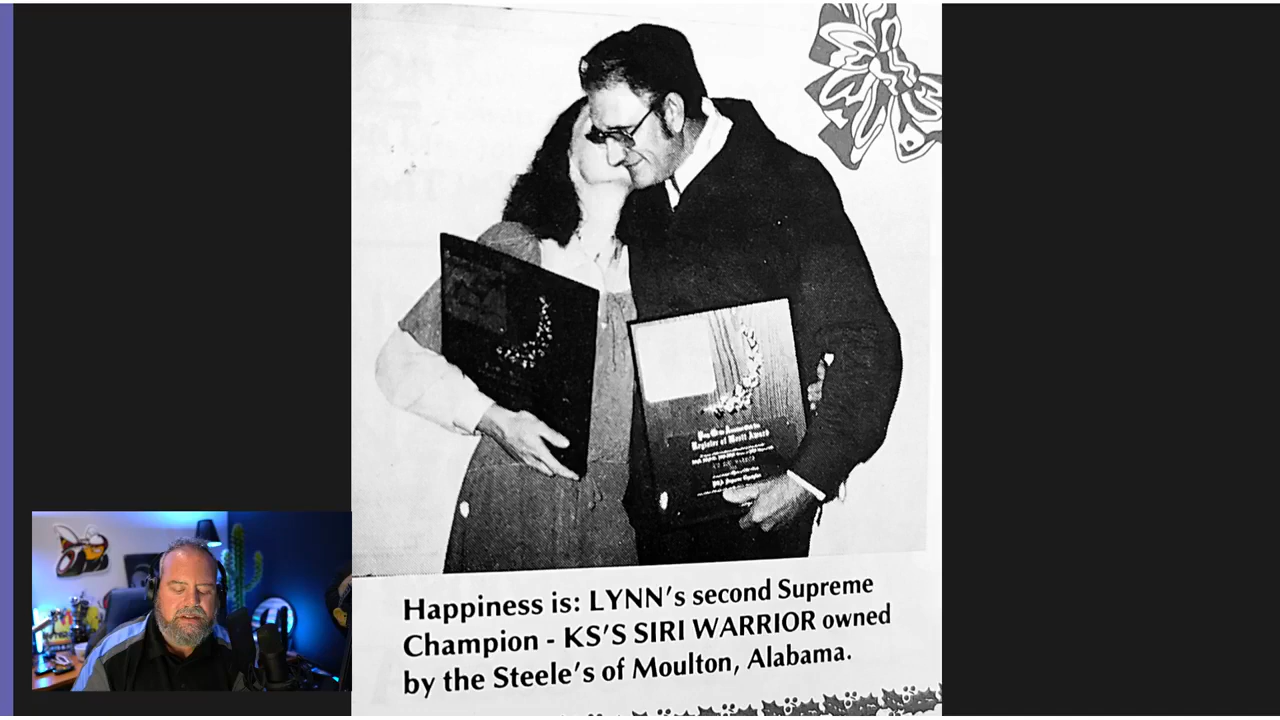 Register of Merit Award
Happiness is: LYNN's second Supreme
Champion - KS'S SIRI WARRIOR owned
by the Steele's of Moulton, Alabama.